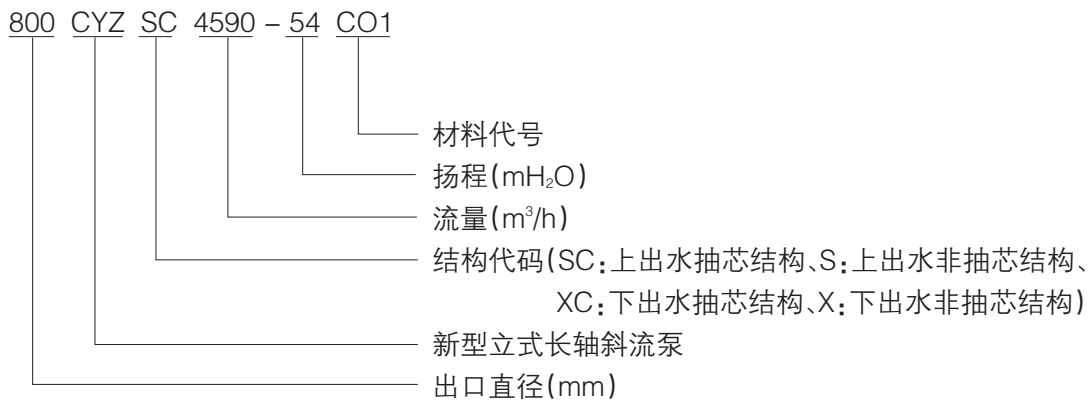 800 CYZ SC 4590 – 54 CO1
材料代号
扬程(mH₂O)
流量(m³/h)
结构代码(SC:上出水抽芯结构、S:上出水非抽芯结构、
XC:下出水抽芯结构、X:下出水非抽芯结构)
新型立式长轴斜流泵
出口直径(mm)